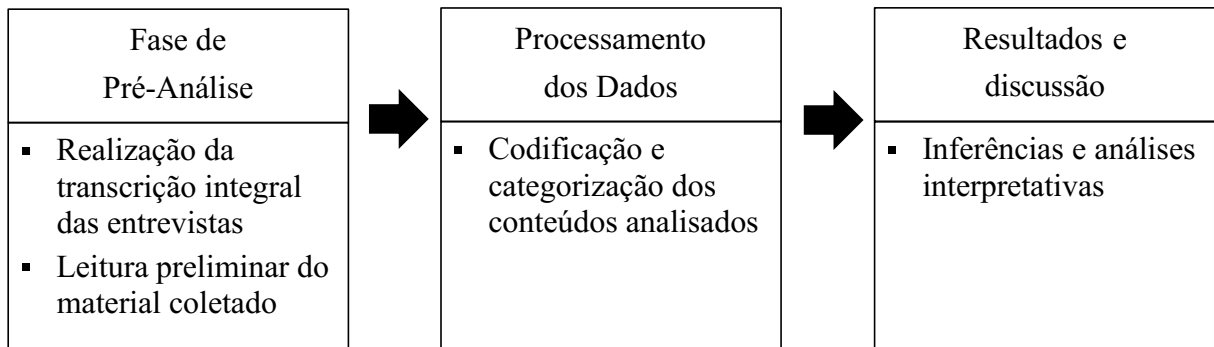 Fase de
Pré-Análise
▪ Realização da
transcrição integral
das entrevistas
▪ Leitura preliminar do
material coletado
Processamento
dos Dados
▪ Codificação e
categorização dos
conteúdos analisados
Resultados e
discussão
▪ Inferências e análises
interpretativas